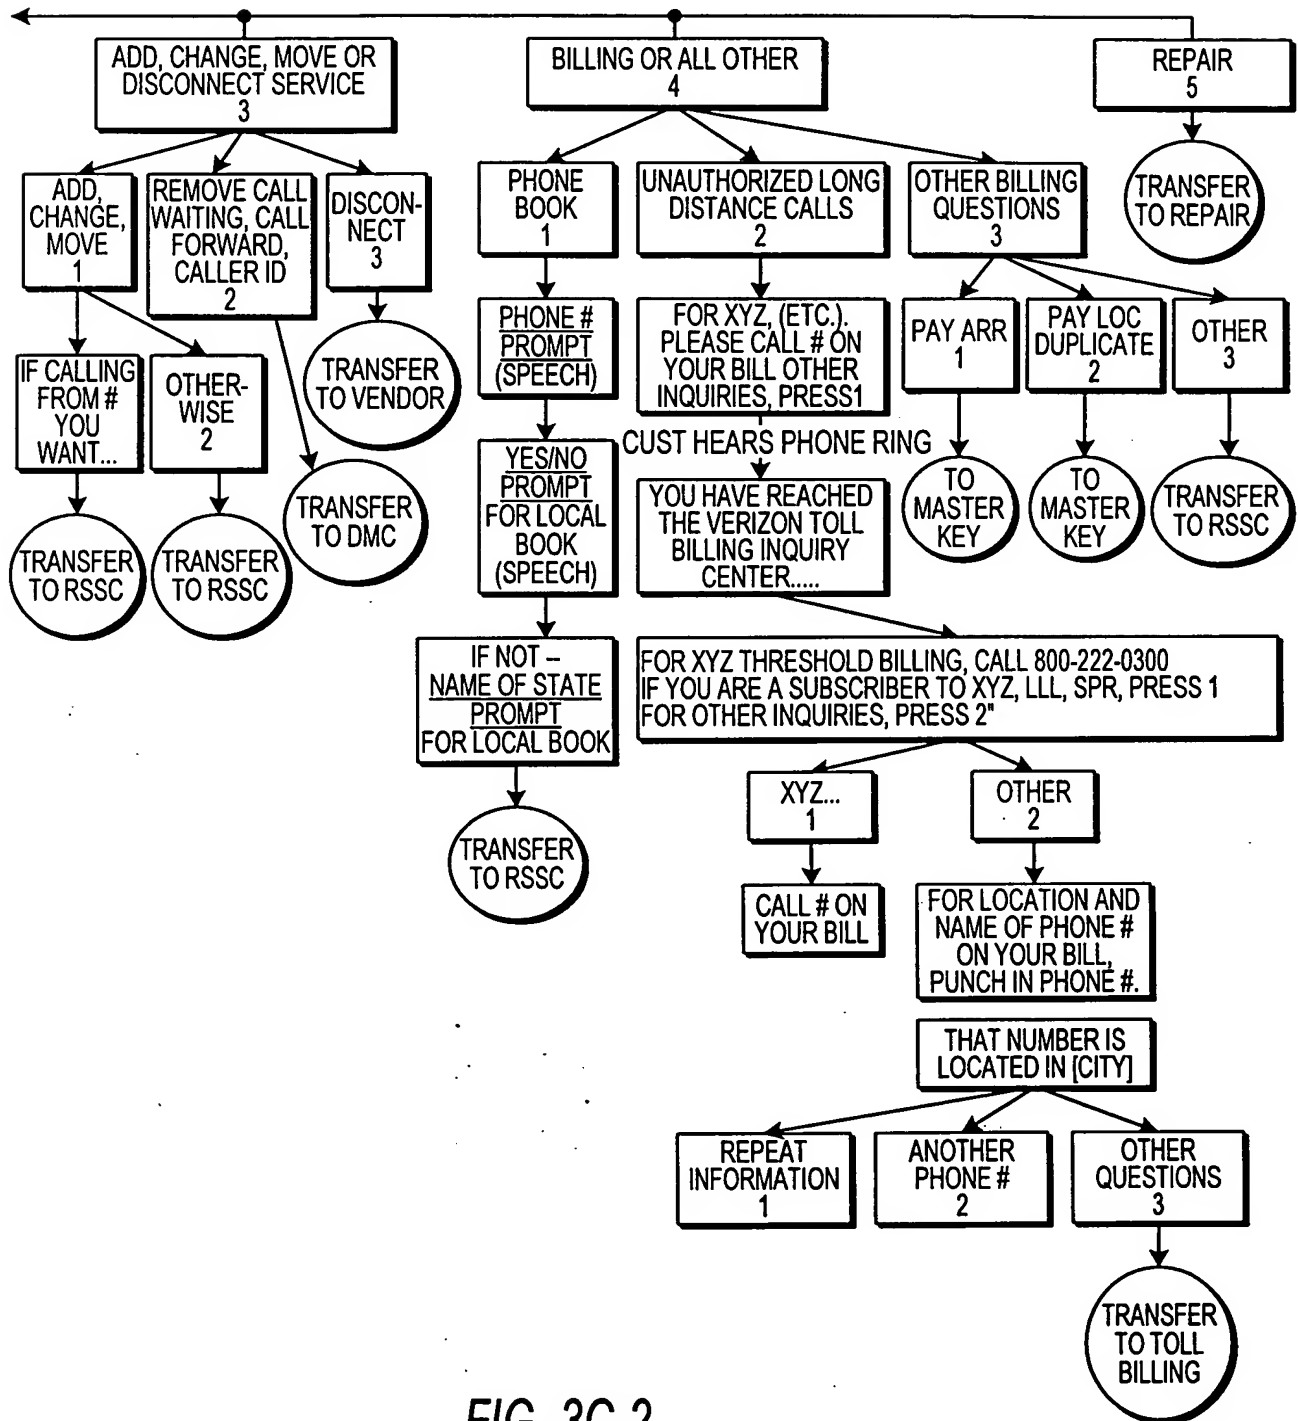 ADD, CHANGE, MOVE OR
DISCONNECT SERVICE
3
BILLING OR ALL OTHER
4
REPAIR
5
ADD,
CHANGE,
MOVE
1
REMOVE CALL
WAITING, CALL
FORWARD,
CALLER ID
2
DISCON-
NECT
3
PHONE
BOOK
1
UNAUTHORIZED LONG
DISTANCE CALLS
2
OTHER BILLING
QUESTIONS
3
TRANSFER
TO REPAIR
IF CALLING
FROM #
YOU
WANT...
OTHER-
WISE
2
TRANSFER
TO VENDOR
PHONE #
PROMPT
(SPEECH)
FOR XYZ, (ETC.).
PLEASE CALL # ON
YOUR BILL OTHER
INQUIRIES, PRESS1
PAY ARR
1
PAY LOC
DUPLICATE
2
OTHER
3
CUST HEARS PHONE RING
TRANSFER
TO RSSC
TRANSFER
TO RSSC
TRANSFER
TO DMC
YES/NO
PROMPT
FOR LOCAL
BOOK
(SPEECH)
YOU HAVE REACHED
THE VERIZON TOLL
BILLING INQUIRY
CENTER.....
TO
MASTER
KEY
TO
MASTER
KEY
TRANSFER
TO RSSC
IF NOT –
NAME OF STATE
PROMPT
FOR LOCAL BOOK
FOR XYZ THRESHOLD BILLING, CALL 800-222-0300
IF YOU ARE A SUBSCRIBER TO XYZ, LLL, SPR, PRESS 1
FOR OTHER INQUIRIES, PRESS 2"
TRANSFER
TO RSSC
XYZ...
1
OTHER
2
CALL # ON
YOUR BILL
FOR LOCATION AND
NAME OF PHONE #
ON YOUR BILL,
PUNCH IN PHONE #.
THAT NUMBER IS
LOCATED IN [CITY]
REPEAT
INFORMATION
1
ANOTHER
PHONE #
2
OTHER
QUESTIONS
3
TRANSFER
TO TOLL
BILLING
FIG. 3C-2